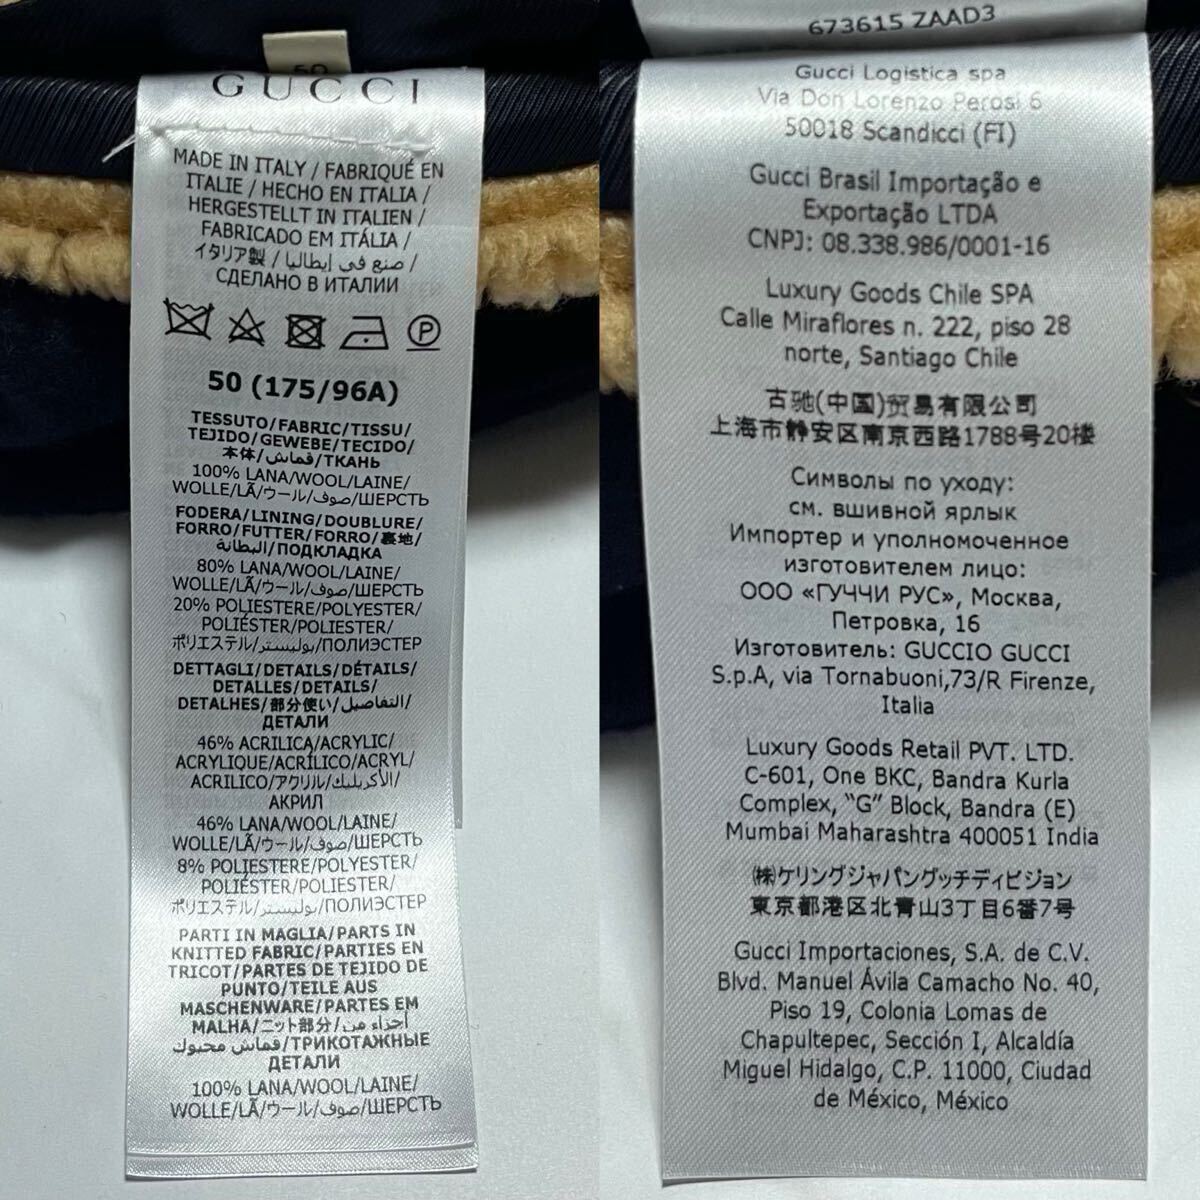 GUCCI
MADE IN ITALY / FABRIQUÉ EN
ITALIE / HECHO EN ITALIA /
HERGESTELLT IN ITALIEN /
FABRICADO EM ITÁLIA /
イタリア製 / صنع في إيطاليا /
СДЕЛАНО В ИТАЛИИ
P
50 (175/96A)
TESSUTO/FABRIC/TISSU/
TEJIDO/GEWEBE/TECIDO/
本体/قماش/ТКАНЬ
100% LANA/WOOL/LAINE/
WOLLE/LÃ/ウール/صوف/ШЕРСТЬ
FODERA/LINING/DOUBLURE/
FORRO/FUTTER/FORRO/裏地/
البطانة/ПОДКЛАДКА
80% LANA/WOOL/LAINE/
WOLLE/LÃ/ウール/صوف/ШЕРСТЬ
20% POLIESTERE/POLYESTER/
POLIÉSTER/POLIESTER/
ポリエステル/بوليستر/ПОЛИЭСТЕР
DETTAGLI/DETAILS/DÉTAILS/
DETALLES/DETAILS/
DETALHES/部分使い/التفاصيل/
ДЕТАЛИ
46% ACRILICA/ACRYLIC/
ACRYLIQUE/ACRÍLICO/ACRYL/
ACRILICO/アクリル/الأكريليك/
АКРИЛ
46% LANA/WOOL/LAINE/
WOLLE/LÃ/ウール/صوف/ШЕРСТЬ
8% POLIESTERE/POLYESTER/
POLIÉSTER/POLIESTER/
ポリエステル/بوليستر/ПОЛИЭСТЕР
PARTI IN MAGLIA/PARTS IN
KNITTED FABRIC/PARTIES EN
TRICOT/PARTES DE TEJIDO DE
PUNTO/TEILE AUS
MASCHENWARE/PARTES EM
MALHA/ニット部分/أجزاء من
قماش محبوك/ТРИКОТАЖНЫЕ
ДЕТАЛИ
100% LANA/WOOL/LAINE/
WOLLE/LÃ/ウール/صوف/ШЕРСТЬ
673615 ZAAD3
Gucci Logistica spa
Via Don Lorenzo Perosi 6
50018 Scandicci (FI)
Gucci Brasil Importação e
Exportação LTDA
CNPJ: 08.338.986/0001-16
Luxury Goods Chile SPA
Calle Miraflores n. 222, piso 28
norte, Santiago Chile
古驰(中国)贸易有限公司
上海市静安区南京西路1788号20楼
Символы по уходу:
см. вшивной ярлык
Импортер и уполномоченное
изготовителем лицо:
ООО «ГУЧЧИ РУС», Москва,
Петровка, 16
Изготовитель: GUCCIO GUCCI
S.p.A, via Tornabuoni,73/R Firenze,
Italia
Luxury Goods Retail PVT. LTD.
C-601, One BKC, Bandra Kurla
Complex, “G” Block, Bandra (E)
Mumbai Maharashtra 400051 India
㈱ケリングジャパングッチディビジョン
東京都港区北青山3丁目6番7号
Gucci Importaciones, S.A. de C.V.
Blvd. Manuel Ávila Camacho No. 40,
Piso 19, Colonia Lomas de
Chapultepec, Sección I, Alcaldía
Miguel Hidalgo, C.P. 11000, Ciudad
de México, México